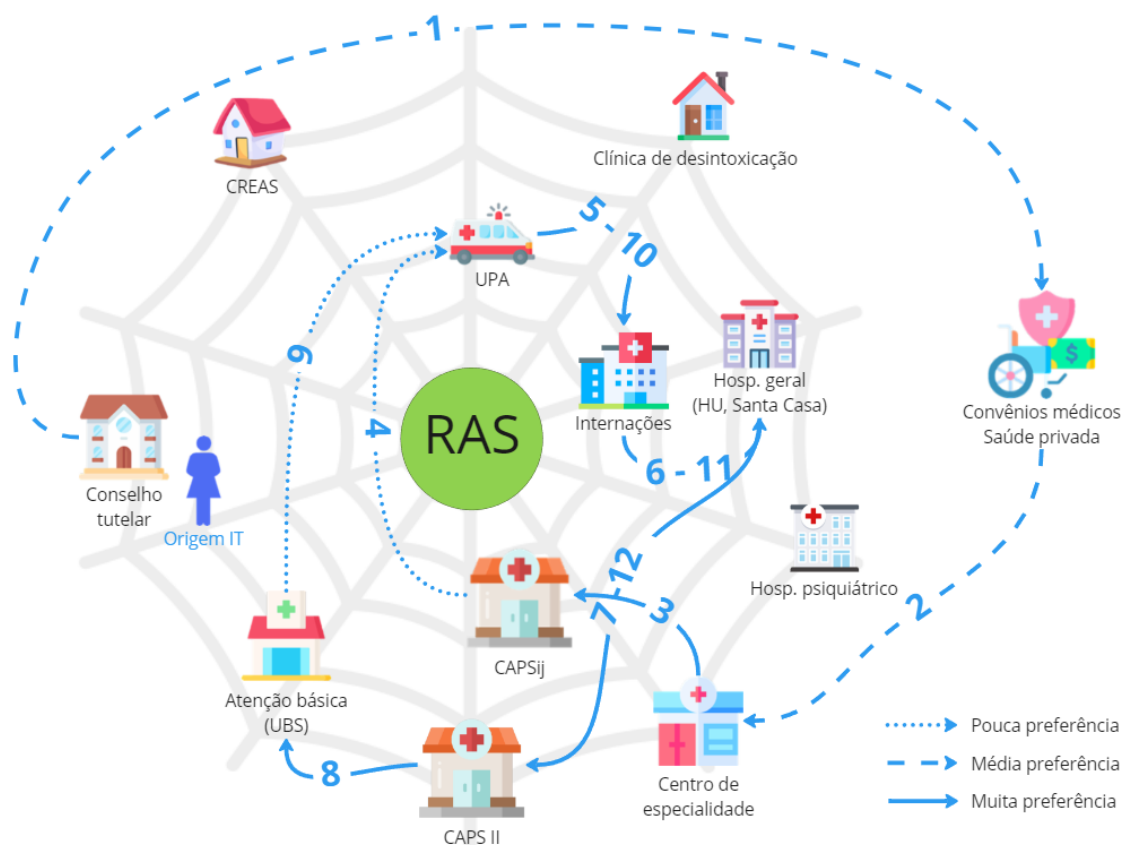 1
CREAS
Clínica de desintoxicação
5 - 10
UPA
9
4
Hosp. geral
(HU, Santa Casa)
Internações
RAS
Convênios médicos
Saúde privada
6 - 11
Conselho
tutelar
Origem IT
Hosp. psiquiátrico
7 - 12
3
2
CAPSij
Atenção básica
(UBS)
8
CAPS II
Centro de
especialidade
Pouca preferência
Média preferência
Muita preferência
$